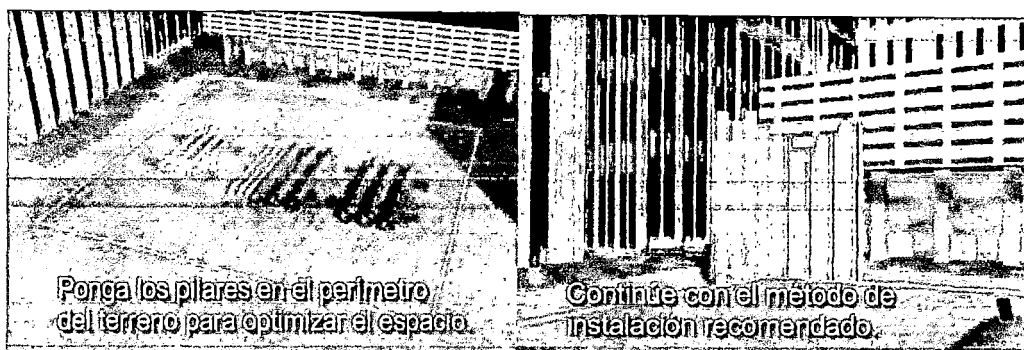 Ponga los pilares en el perímetro
del terreno para optimizar el espacio.
Continúe con el método de
instalación recomendado.